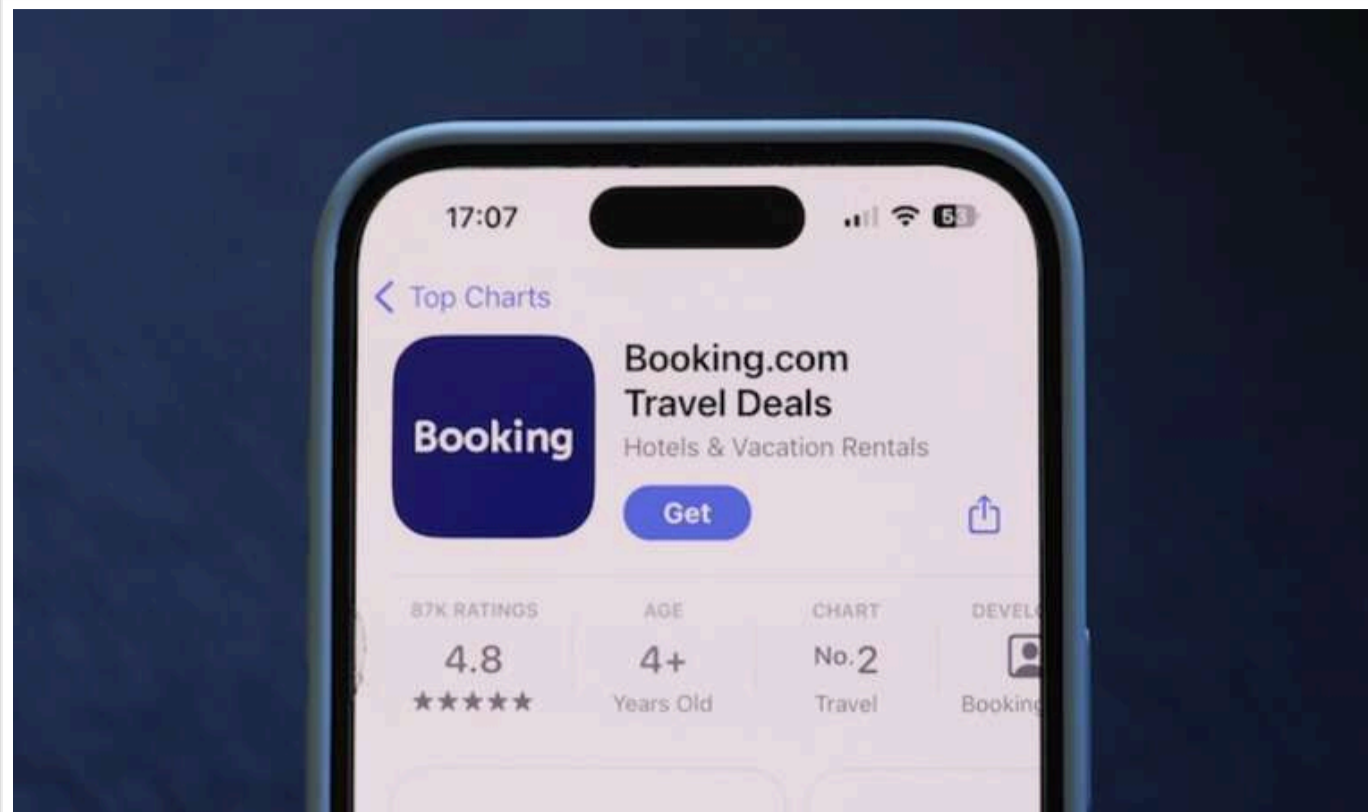 17:07
Top Charts
Booking
Booking.com
Travel Deals
Hotels & Vacation Rentals
Get
87K RATINGS
4.8
AGE
4+
Years Old
CHART
No.2
Travel
Booking